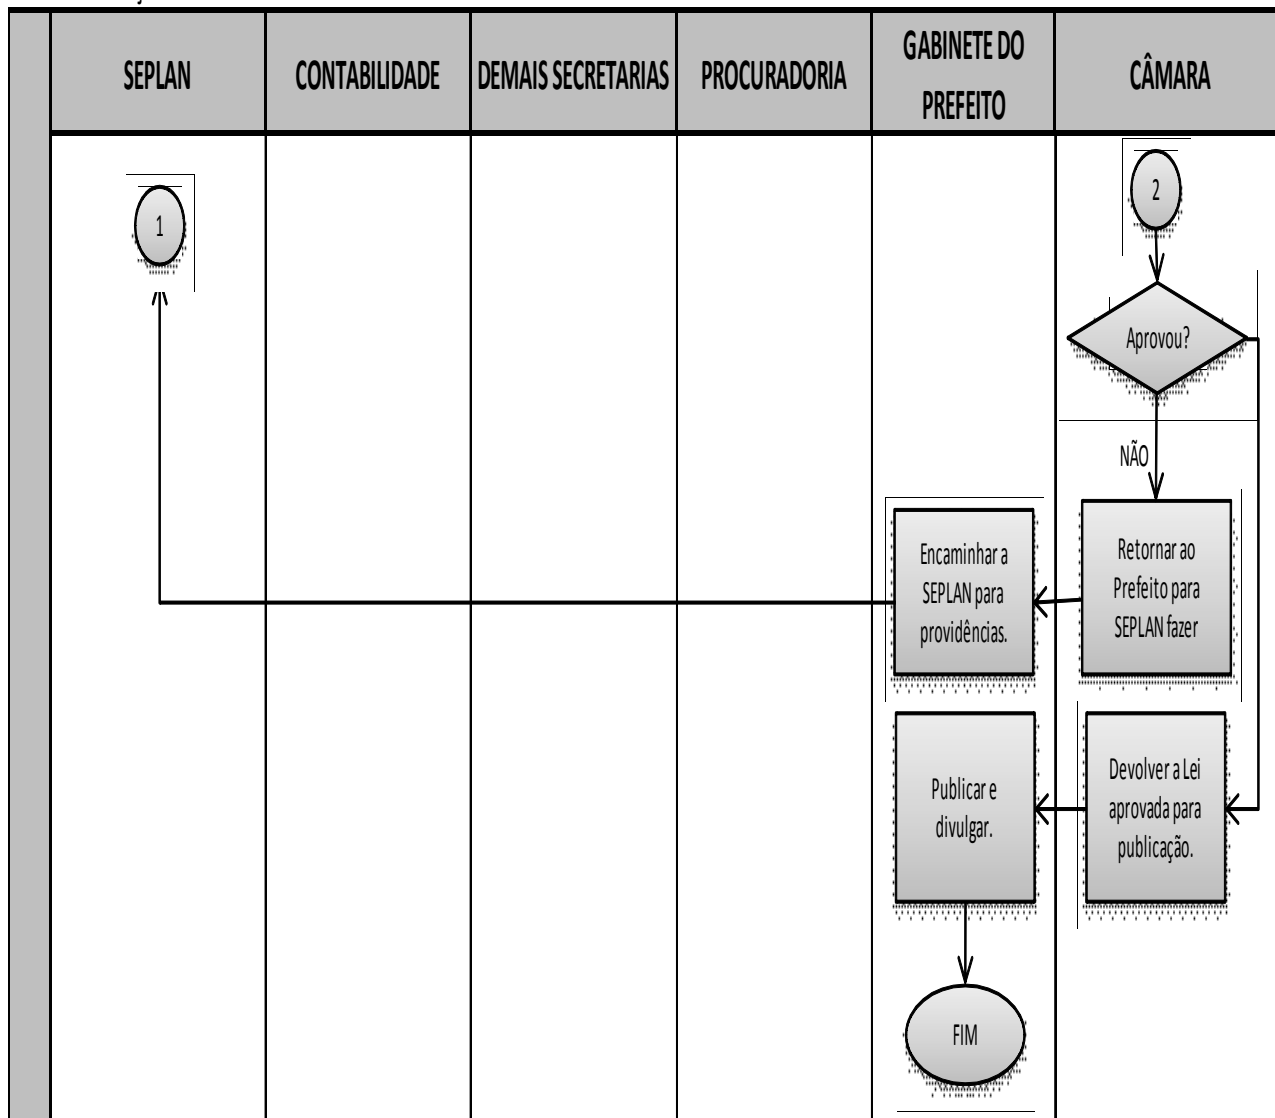 SEPLAN
CONTABILIDADE
DEMAIS SECRETARIAS
PROCURADORIA
GABINETE DO
PREFEITO
CÂMARA
1
2
Aprovou?
NÃO
Encaminhar a
SEPLAN para
providências.
Retornar ao
Prefeito para
SEPLAN fazer
Publicar e
divulgar.
Devolver a Lei
aprovada para
publicação.
FIM